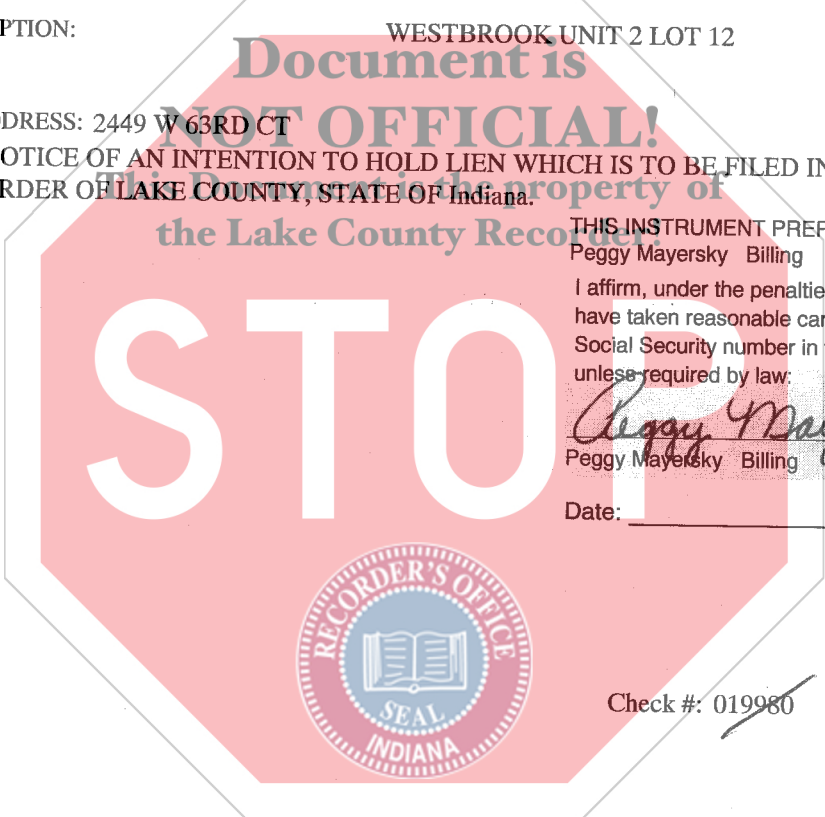 PTION: WESTBROOK UNIT 2 LOT 12
Document is
DRESS: 2449 W 63RD CT
NOT OFFICIAL!
OTICE OF AN INTENTION TO HOLD LIEN WHICH IS TO BE FILED IN
RDER OF LAKE COUNTY, STATE OF Indiana.
This Document is the property of
the Lake County Recorder!
THIS INSTRUMENT PREP
Peggy Mayersky Billing
I affirm, under the penaltie
have taken reasonable car
Social Security number in
unless required by law:
Peggy May
Peggy Mayersky Billing
Date:
STOP
RECORDER'S OFFICE
SEAL
INDIANA
Check #: 019980